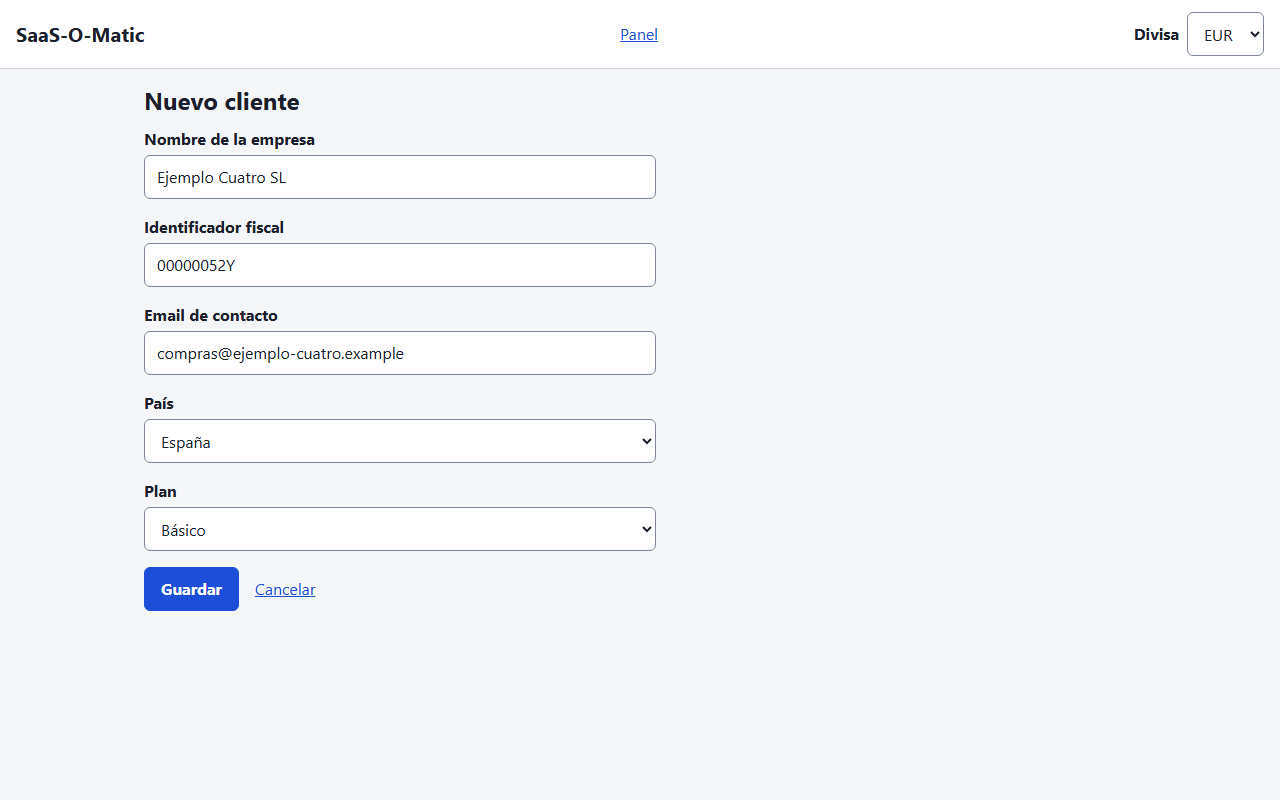 SaaS-O-Matic
Panel
Divisa
EUR
Nuevo cliente
Nombre de la empresa
Ejemplo Cuatro SL
Identificador fiscal
00000052Y
Email de contacto
compras@ejemplo-cuatro.example
País
España
Plan
Básico
Guardar
Cancelar